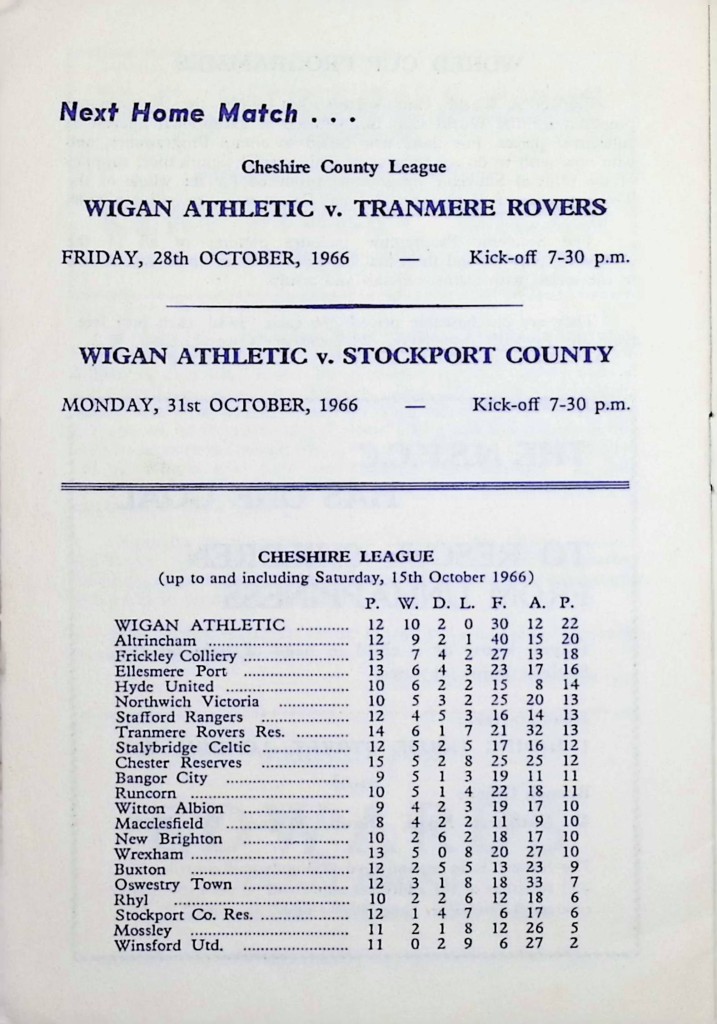 Next Home Match . . .
Cheshire County League
WIGAN ATHLETIC v. TRANMERE ROVERS
FRIDAY, 28th OCTOBER, 1966 — Kick-off 7-30 p.m.
WIGAN ATHLETIC v. STOCKPORT COUNTY
MONDAY, 31st OCTOBER, 1966 — Kick-off 7-30 p.m.
CHESHIRE LEAGUE
(up to and including Saturday, 15th October 1966)
P. W. D. L. F. A. P.
WIGAN ATHLETIC ............ 12 10 2 0 30 12 22
Altrincham ............ 12 9 2 1 40 15 20
Frickley Colliery ............ 13 7 4 2 27 13 18
Ellesmere Port ............ 13 6 4 3 23 17 16
Hyde United ............ 10 6 2 2 15 8 14
Northwich Victoria ............ 10 5 3 2 25 20 13
Stafford Rangers ............ 12 4 5 3 16 14 13
Tranmere Rovers Res. ............ 14 6 1 7 21 32 13
Stalybridge Celtic ............ 12 5 2 5 17 16 12
Chester Reserves ............ 15 5 2 8 25 25 12
Bangor City ............ 9 5 1 3 19 11 11
Runcorn ............ 10 5 1 4 22 18 11
Witton Albion ............ 9 4 2 3 19 17 10
Macclesfield ............ 8 4 2 2 11 9 10
New Brighton ............ 10 2 6 2 18 17 10
Wrexham ............ 13 5 0 8 20 27 10
Buxton ............ 12 2 5 5 13 23 9
Oswestry Town ............ 12 3 1 8 18 33 7
Rhyl ............ 10 2 2 6 12 18 6
Stockport Co. Res. ............ 12 1 4 7 6 17 6
Mossley ............ 11 2 1 8 12 26 5
Winsford Utd. ............ 11 0 2 9 6 27 2